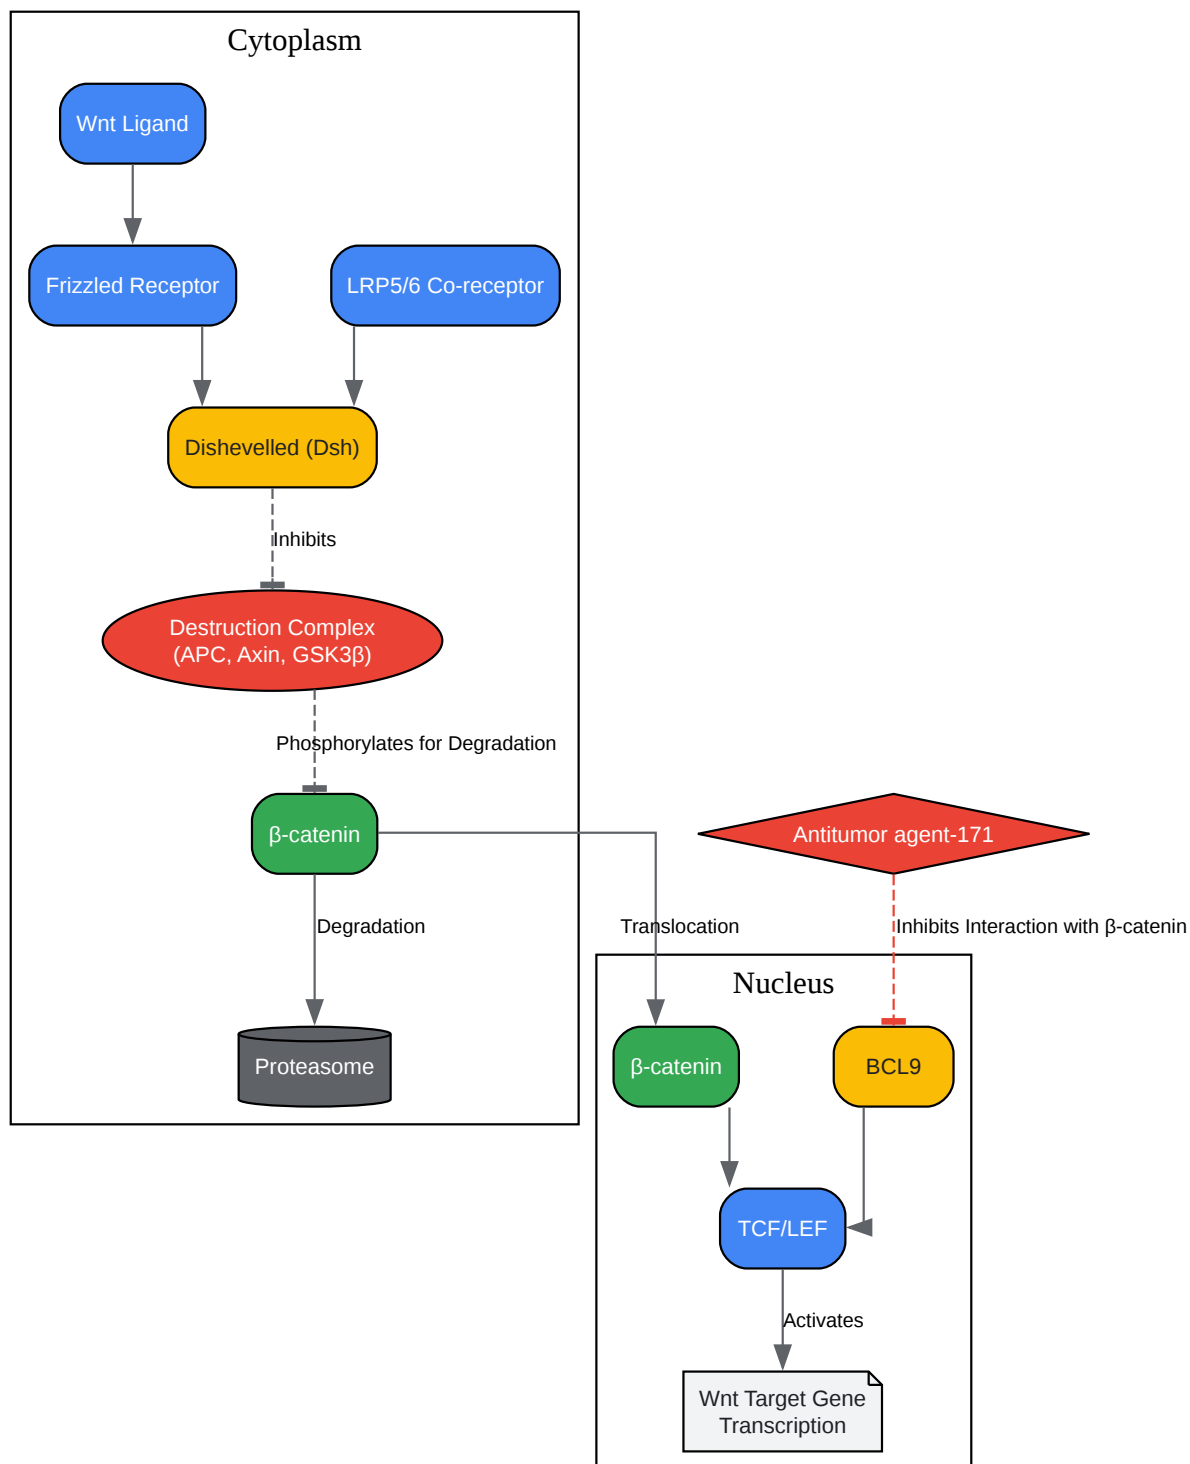 Cytoplasm
Wnt Ligand
Frizzled Receptor
LRP5/6 Co-receptor
Dishevelled (Dsh)
Inhibits
Destruction Complex
(APC, Axin, GSK3β)
Phosphorylates for Degradation
β-catenin
Antitumor agent-171
Degradation
Translocation
Inhibits Interaction with β-catenin
Nucleus
Proteasome
β-catenin
BCL9
TCF/LEF
Activates
Wnt Target Gene
Transcription